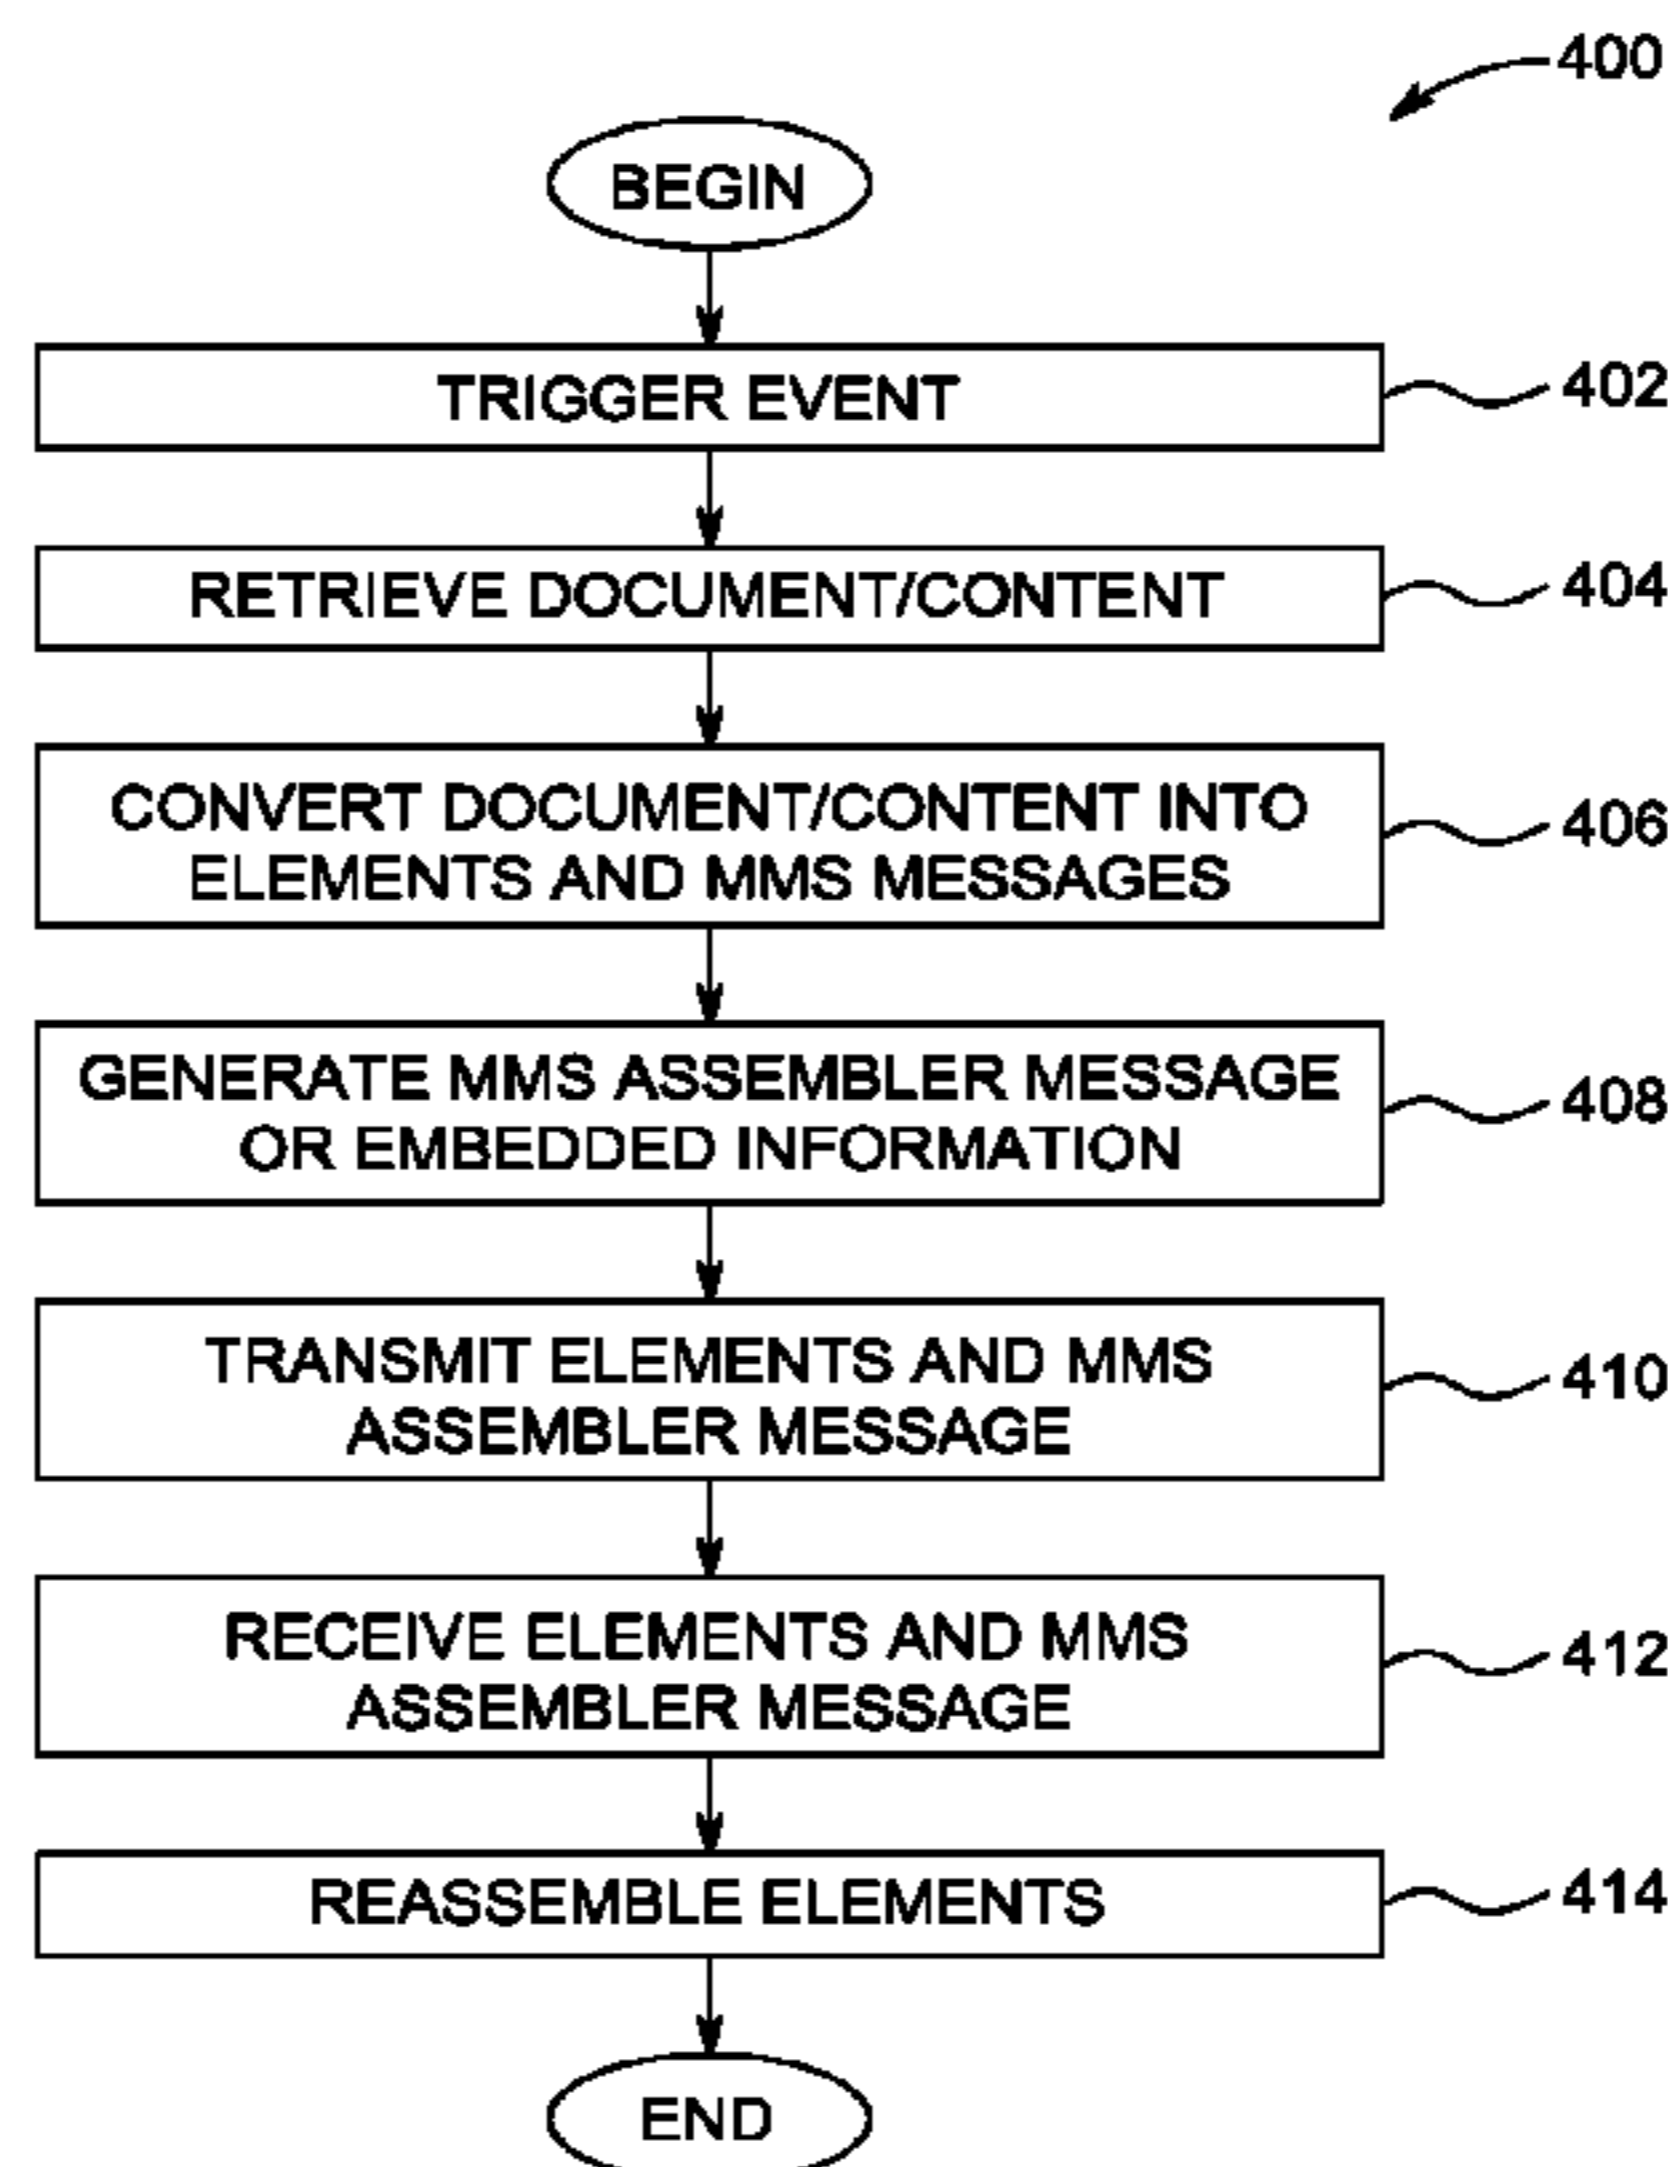 400
BEGIN
TRIGGER EVENT
402
RETRIEVE DOCUMENT/CONTENT
404
CONVERT DOCUMENT/CONTENT INTO
ELEMENTS AND MMS MESSAGES
406
GENERATE MMS ASSEMBLER MESSAGE
OR EMBEDDED INFORMATION
408
TRANSMIT ELEMENTS AND MMS
ASSEMBLER MESSAGE
410
RECEIVE ELEMENTS AND MMS
ASSEMBLER MESSAGE
412
REASSEMBLE ELEMENTS
414
END